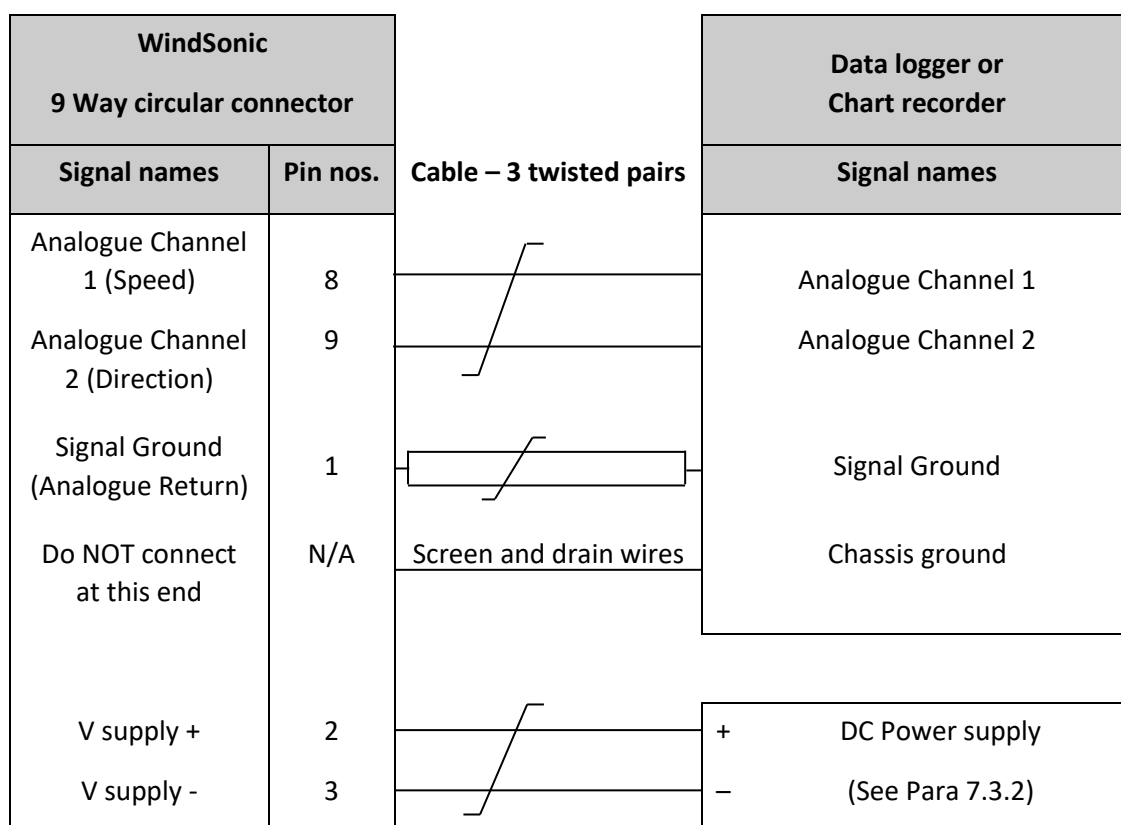 WindSonic
9 Way circular connector
Data logger or
Chart recorder
Signal names
Pin nos.
Cable – 3 twisted pairs
Signal names
Analogue Channel
1 (Speed)
8
Analogue Channel 1
Analogue Channel
2 (Direction)
9
Analogue Channel 2
Signal Ground
(Analogue Return)
1
Signal Ground
Do NOT connect
at this end
N/A
Screen and drain wires
Chassis ground
V supply +
2
+
DC Power supply
V supply -
3
–
(See Para 7.3.2)